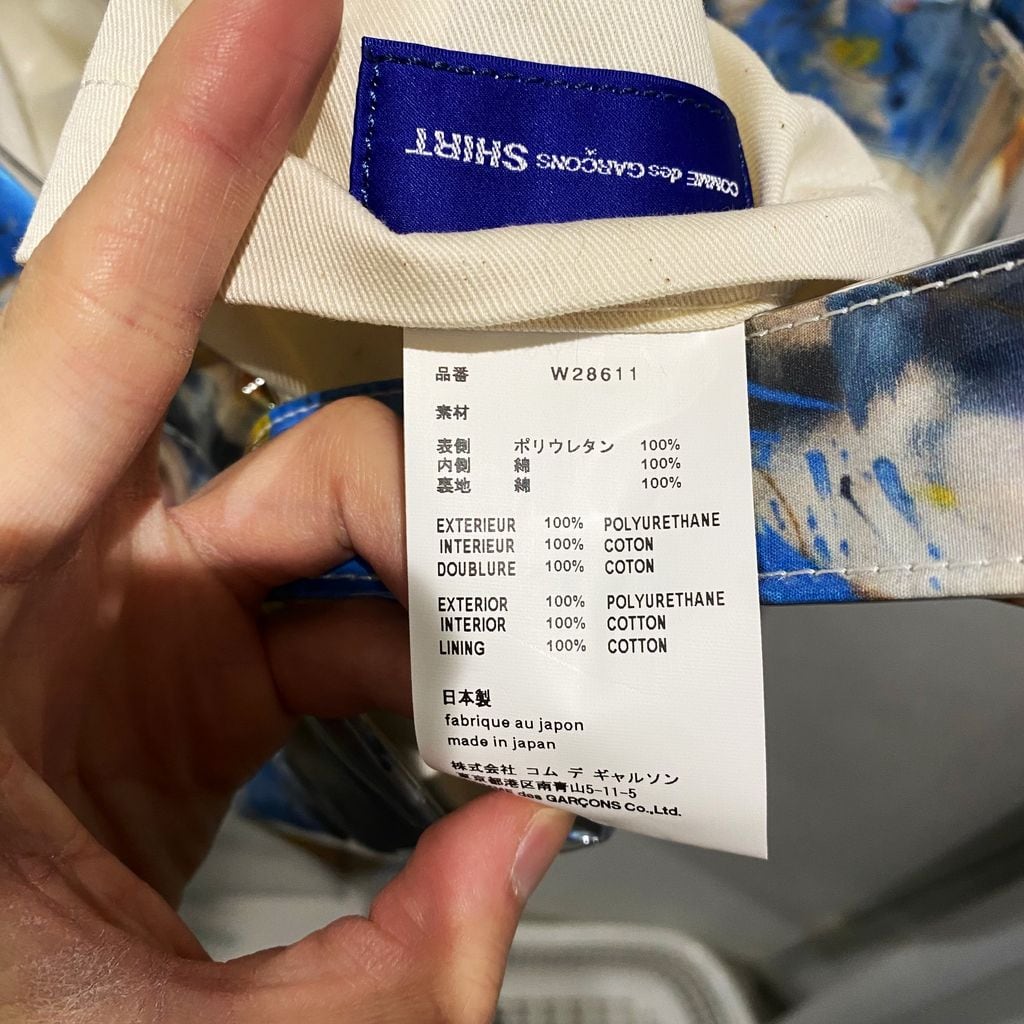 COMME des GARÇONS SHIRT
品番 W28611
素材
表側 ポリウレタン 100%
内側 綿 100%
裏地 綿 100%
EXTERIEUR 100% POLYURETHANE
INTERIEUR 100% COTON
DOUBLURE 100% COTON
EXTERIOR 100% POLYURETHANE
INTERIOR 100% COTTON
LINING 100% COTTON
日本製
fabrique au japon
made in japan
株式会社 コム デ ギャルソン
東京都港区南青山5-11-5
des GARÇONS Co.,Ltd.